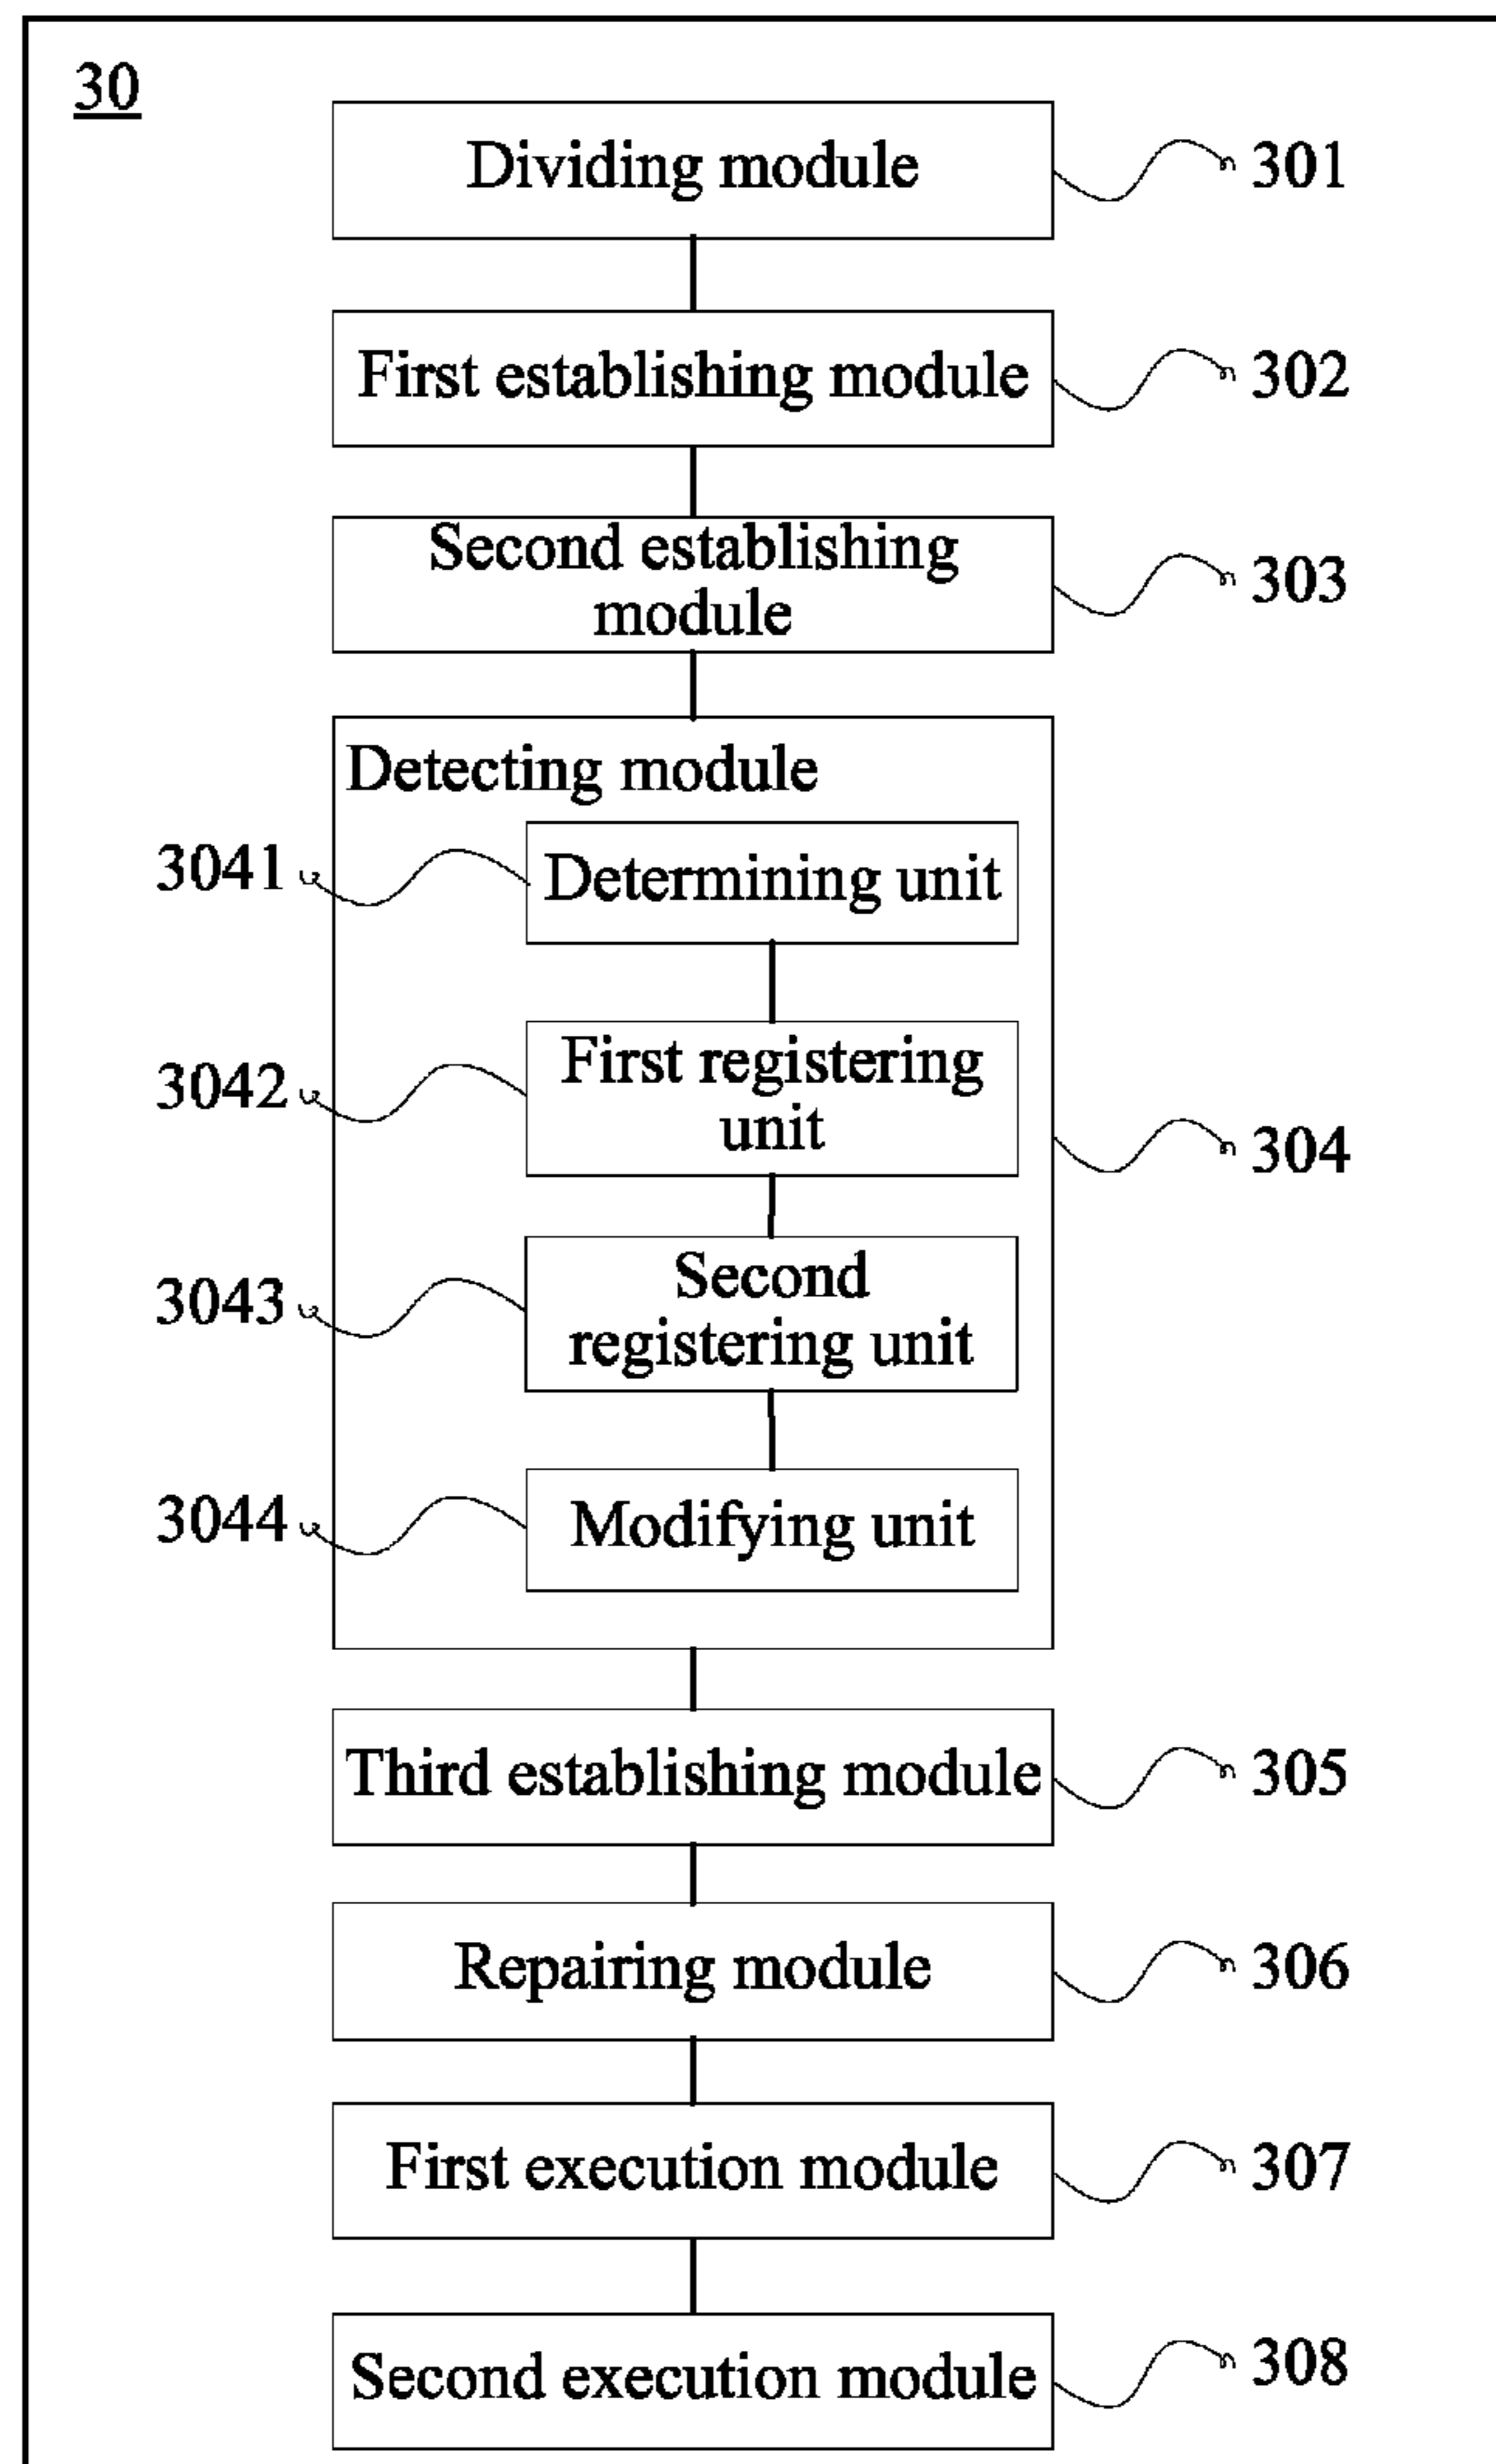 30
Dividing module
301
First establishing module
302
Second establishing
module
303
Detecting module
3041
Determining unit
3042
First registering
unit
304
3043
Second
registering unit
3044
Modifying unit
Third establishing module
305
Repairing module
306
First execution module
307
Second execution module
308